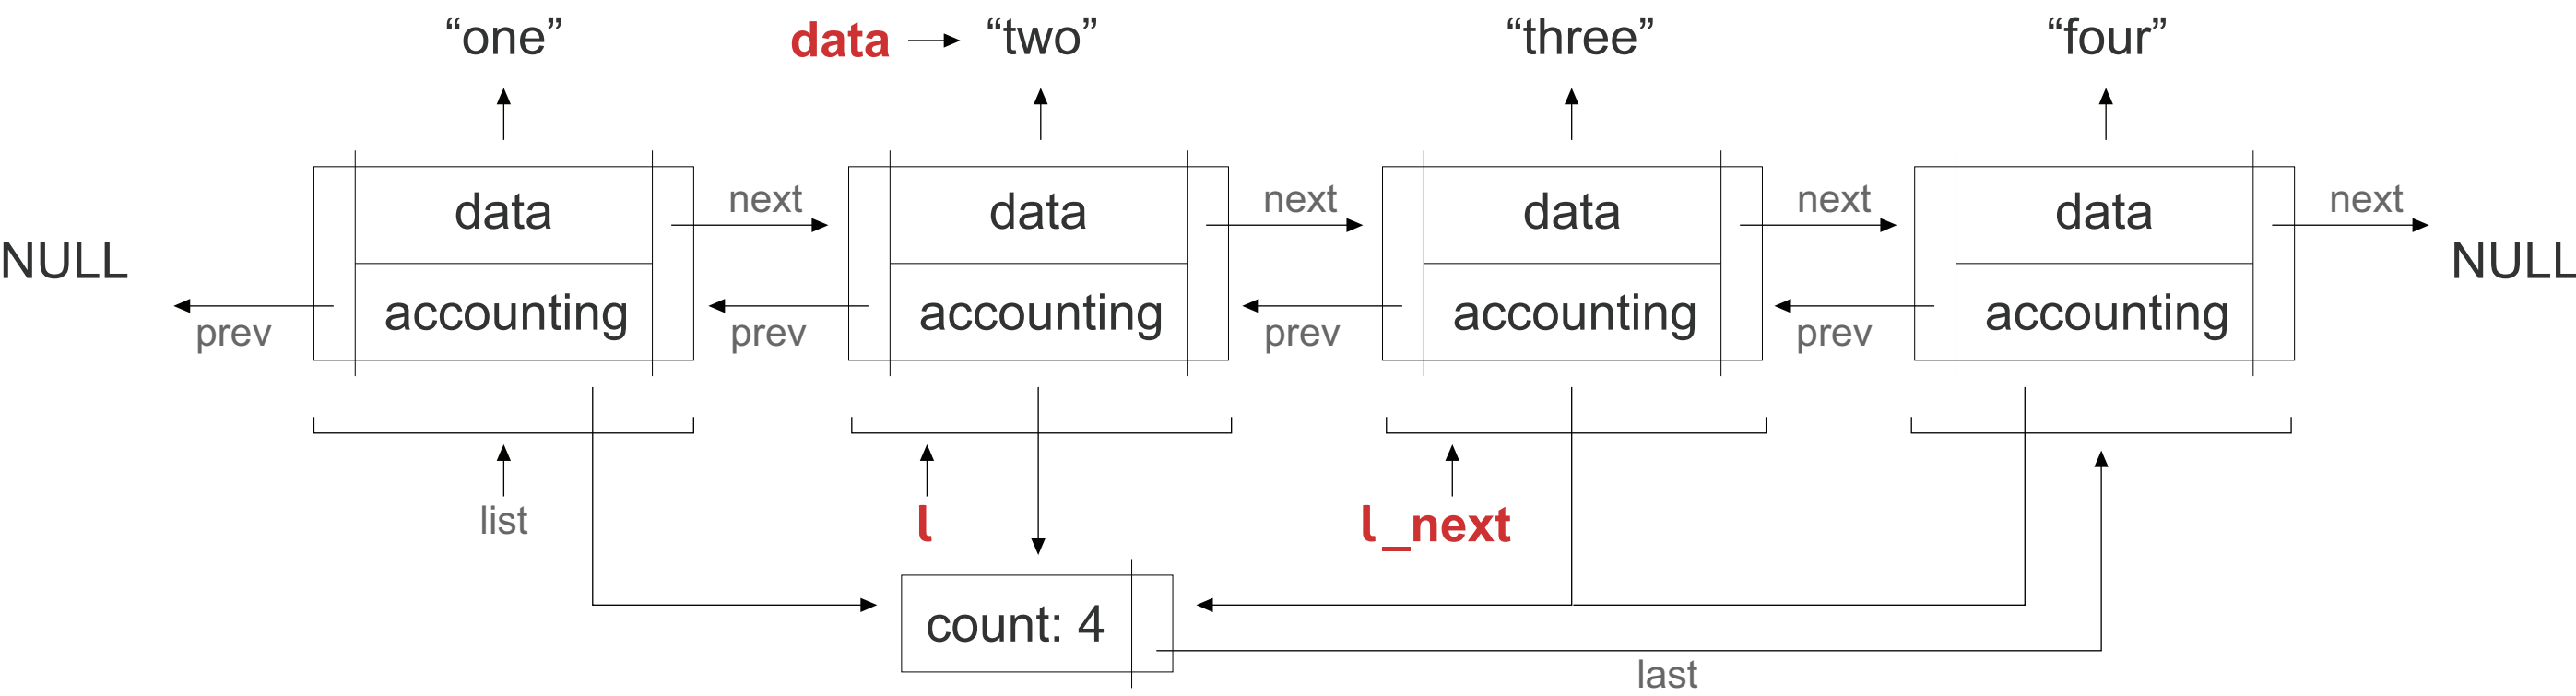 “one”
data
“two”
“three”
“four”
next
next
next
next
data
data
data
data
NULL
NULL
accounting
accounting
accounting
accounting
prev
prev
prev
prev
list
l
l_next
count: 4
last